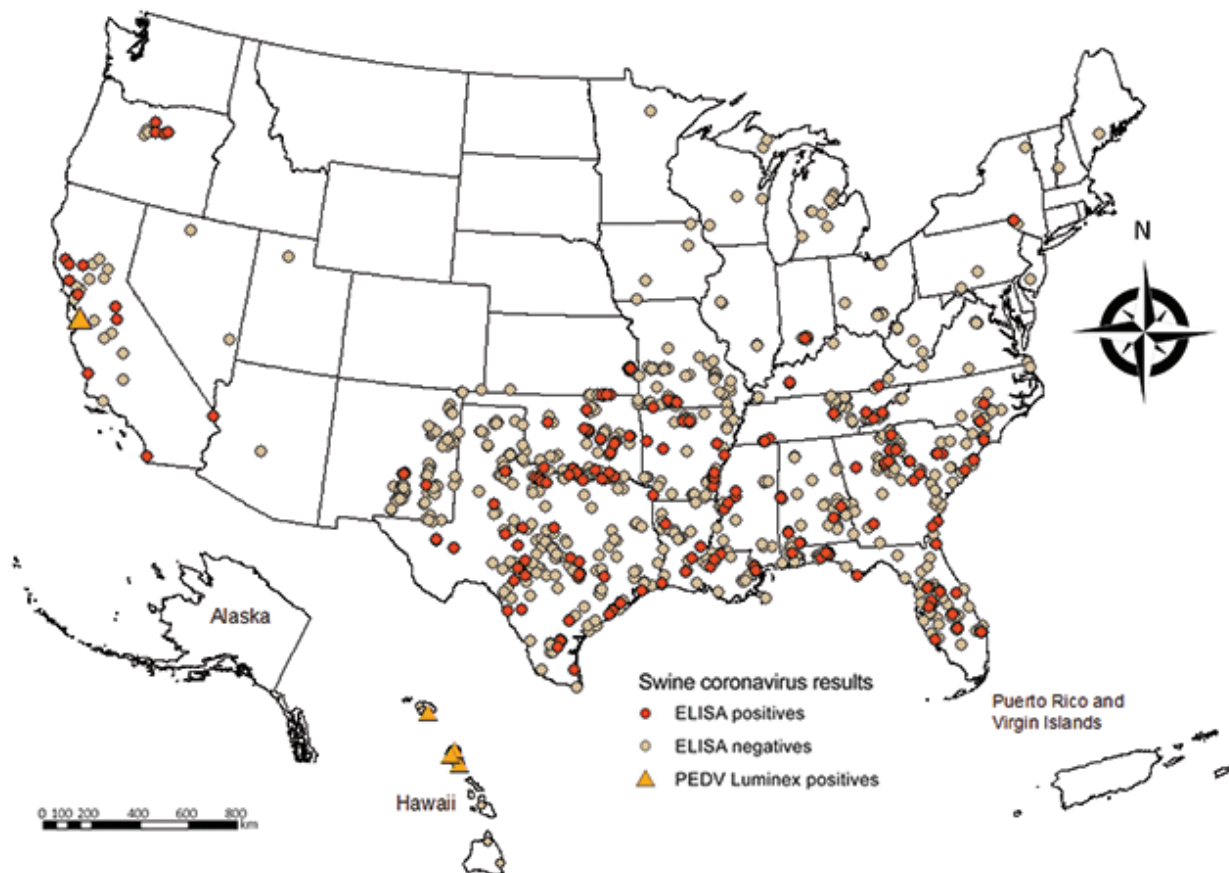 N
Alaska
Swine coronavirus results
ELISA positives
ELISA negatives
PEDV Luminex positives
Puerto Rico and
Virgin Islands
Hawaii
0 100 200 400 600 800
km